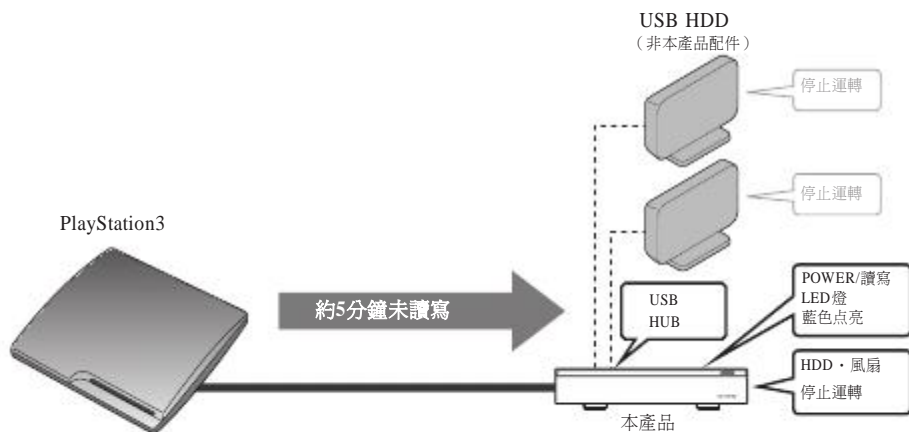 USB HDD
（非本產品配件）
停止運轉
停止運轉
PlayStation3
約5分鐘未讀寫
USB
HUB
POWER/讀寫
LED燈
藍色点亮
HDD・風扇
停止運轉
本產品